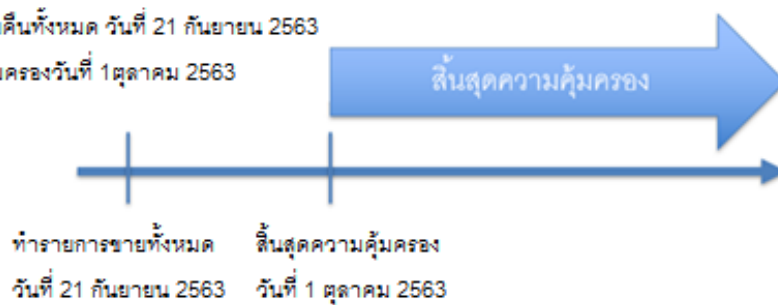 คืนทั้งหมด วันที่ 21 กันยายน 2563
ครองวันที่ 1ตุลาคม 2563
สิ้นสุดความคุ้มครอง
ทำรายการขายทั้งหมด สิ้นสุดความคุ้มครอง
วันที่ 21 กันยายน 2563 วันที่ 1 ตุลาคม 2563